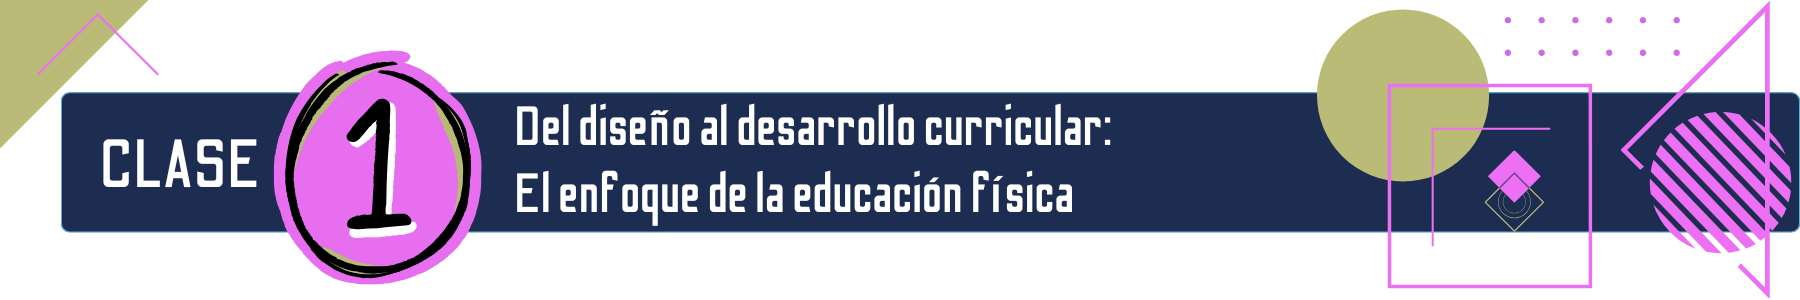 CLASE
1
Del diseño al desarrollo curricular:
El enfoque de la educación física